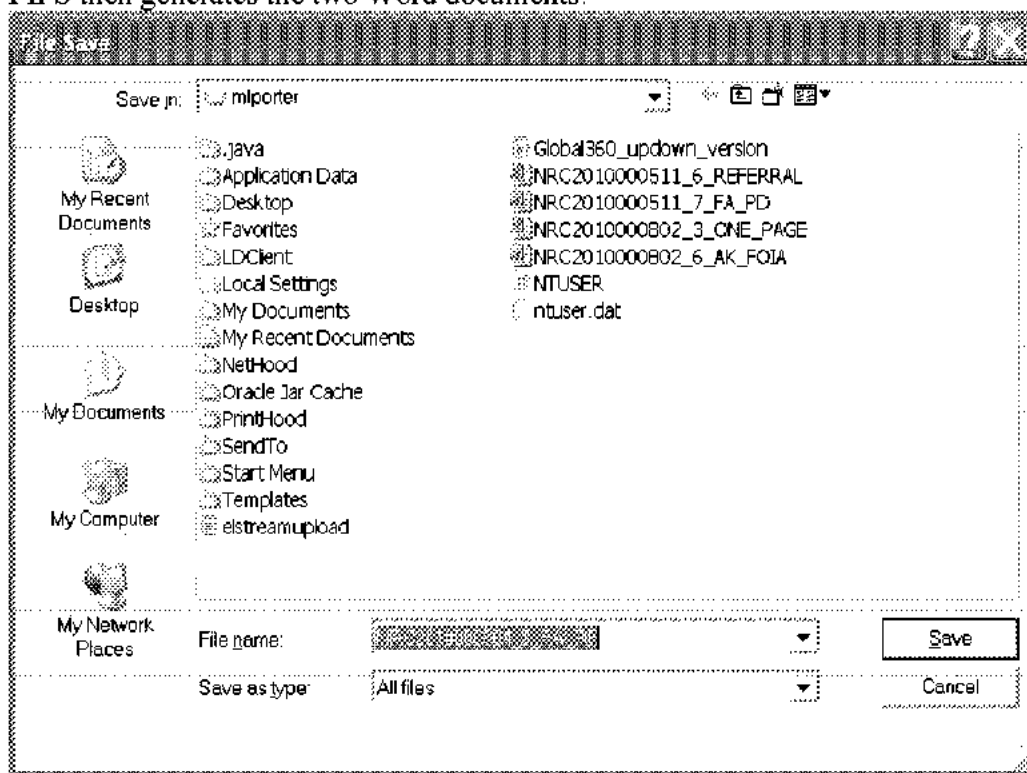 then generates the two Word documents.
File Save
Save in: mlporter
.java
Application Data
Desktop
Favorites
LDClient
Local Settings
My Documents
My Recent Documents
NetHood
Oracle Jar Cache
PrintHood
SendTo
Start Menu
Templates
elstreamupload
Global360_updown_version
NRC2010000511_6_REFERRAL
NRC2010000511_7_FA_PD
NRC2010000802_3_ONE_PAGE
NRC2010000802_6_AK_FOIA
NTUSER
ntuser.dat
My Recent
Documents
Desktop
My Documents
My Computer
My Network
Places
File name:
Save
Save as type: All files
Cancel